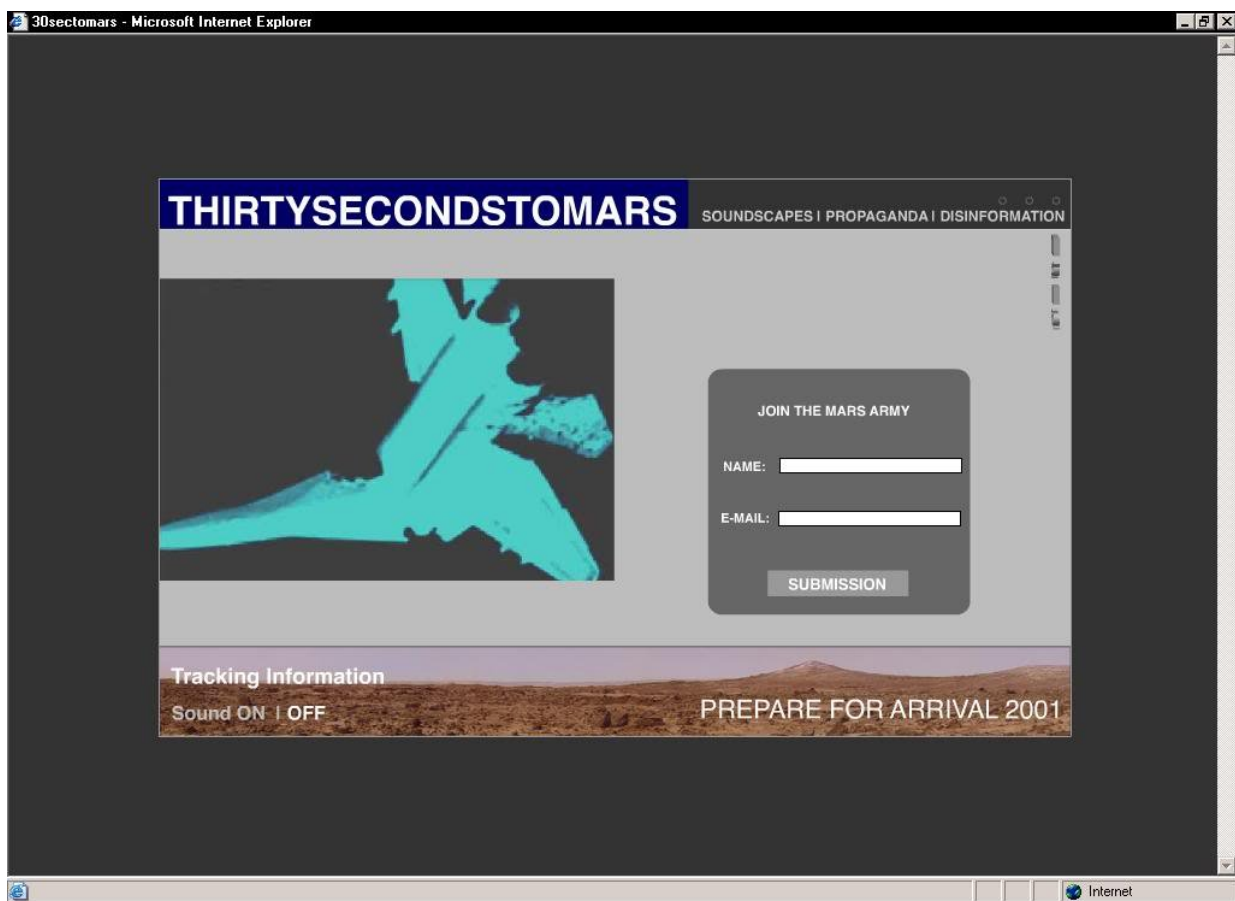 30sectomars - Microsoft Internet Explorer
THIRTYSECONDSTOMARS
SOUNDSCAPES | PROPAGANDA | DISINFORMATION
JOIN THE MARS ARMY
NAME:
E-MAIL:
SUBMISSION
Tracking Information
Sound ON | OFF
PREPARE FOR ARRIVAL 2001
Internet